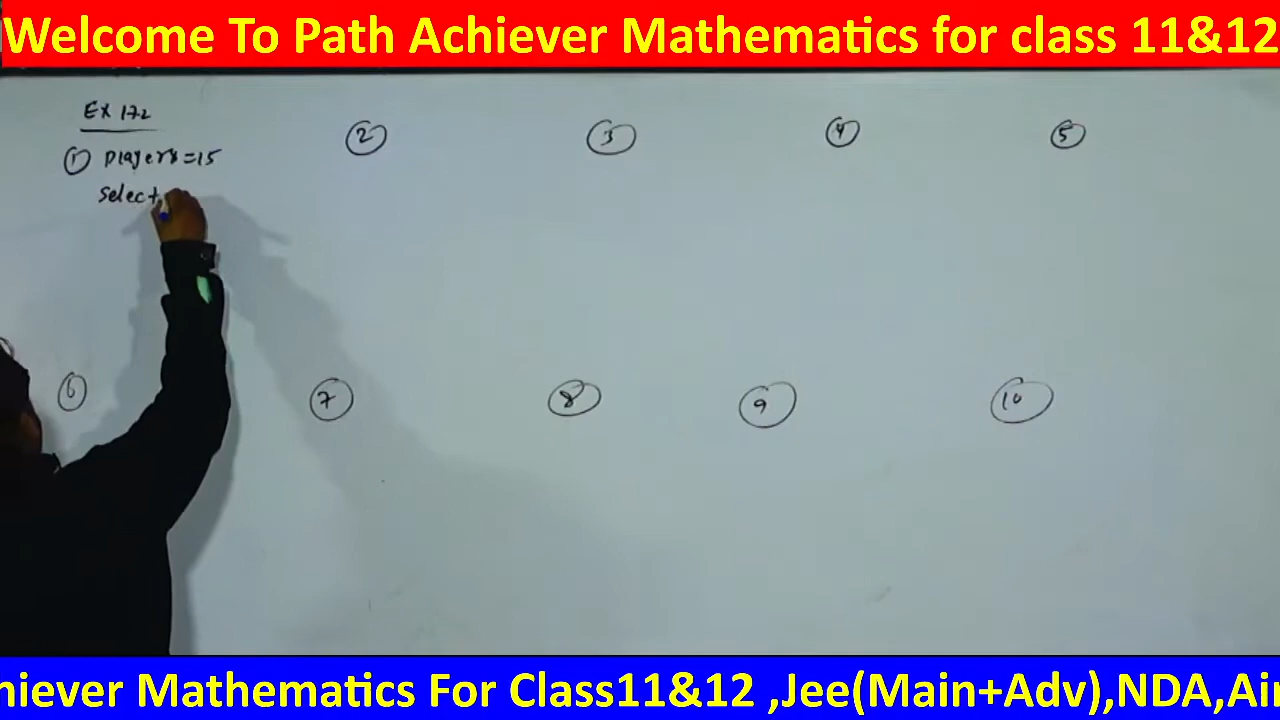 Welcome To Path Achiever Mathematics for class 11&12
Ex 17.2
① players=15
select
②
③
④
⑤
⑥
⑦
⑧
⑨
⑩
hiever Mathematics For Class11&12 ,Jee(Main+Adv),NDA,Air